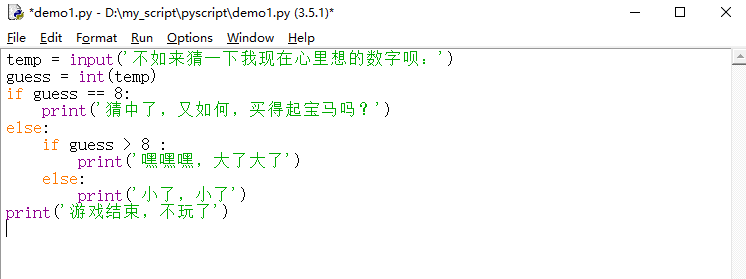 *demo1.py - D:\my_script\pyscript\demo1.py (3.5.1)*
File Edit Format Run Options Window Help
temp = input('不如来猜一下我现在心里想的数字呗：')
guess = int(temp)
if guess == 8:
    print('猜中了，又如何，买得起宝马吗？')
else:
    if guess > 8 :
        print('嘿嘿嘿，大了大了')
    else:
        print('小了，小了')
print('游戏结束，不玩了')